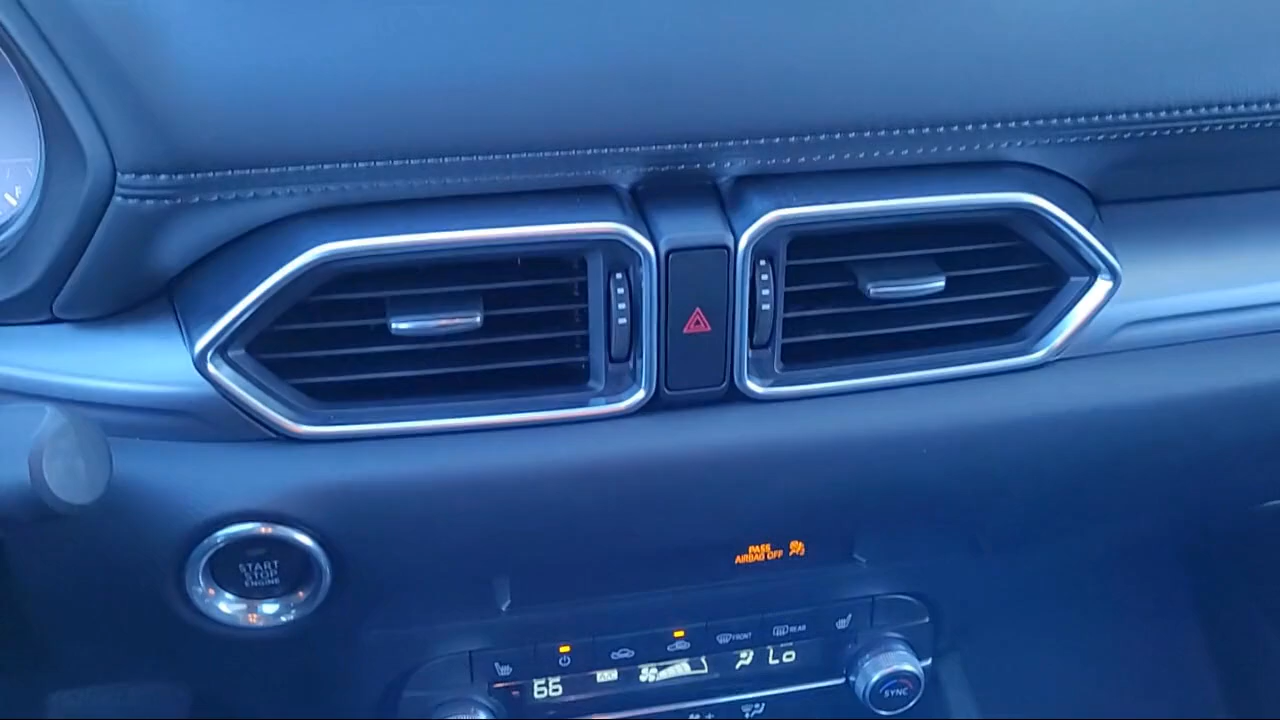 START
STOP
ENGINE
PASS
AIRBAG OFF
FRONT
REAR
66
A/C
Lo
SYNC